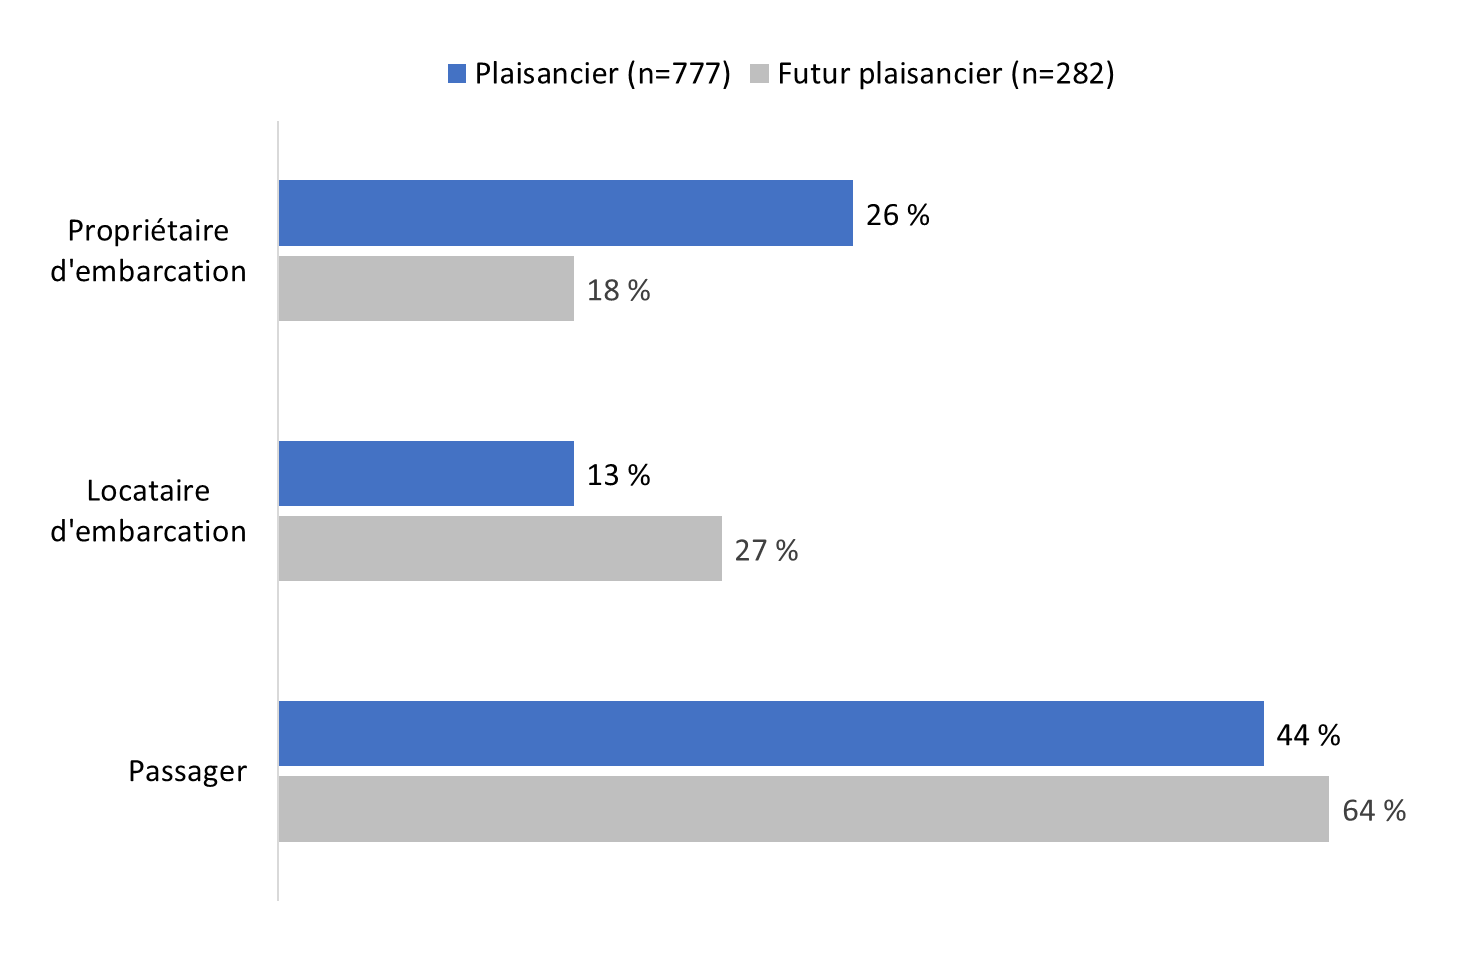 Plaisancier (n=777) Futur plaisancier (n=282)
Propriétaire
d'embarcation
26 %
18 %
Locataire
d'embarcation
13 %
27 %
Passager
44 %
64 %